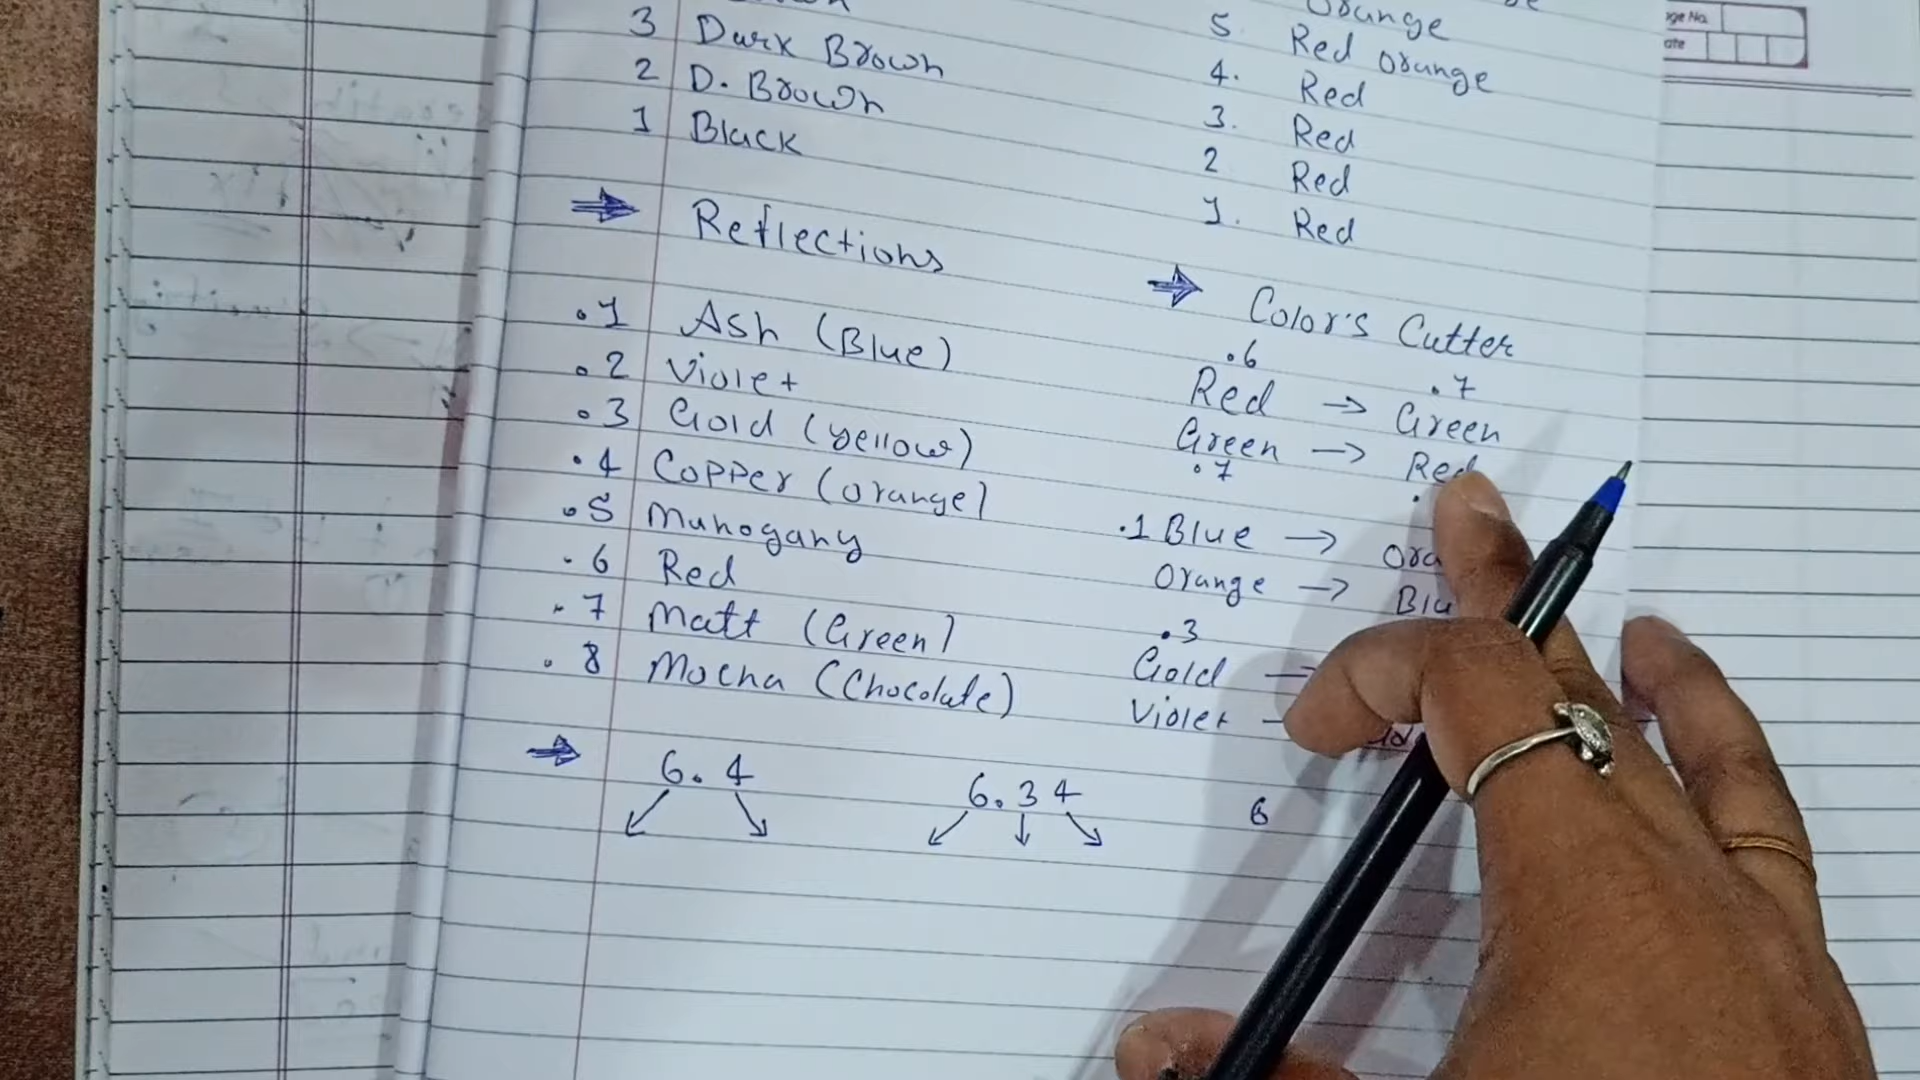 3 Dark Brown
2 D. Brown
1 Black
Orange
5. Red Orange
4. Red
3. Red
2 Red
1. Red
⇒ Reflections
.1 Ash (Blue)
.2 Violet
.3 Gold (yellow)
.4 Copper (Orange)
.5 Mahogany
.6 Red
.7 Matt (Green)
.8 Mocha (Chocolate)
⇒ Color's Cutter
.6 .7
Red → Green
Green → Red
.7
.1 Blue →
Orange →
.3
Gold →
Violet →
⇒ 6.4 6.34 6